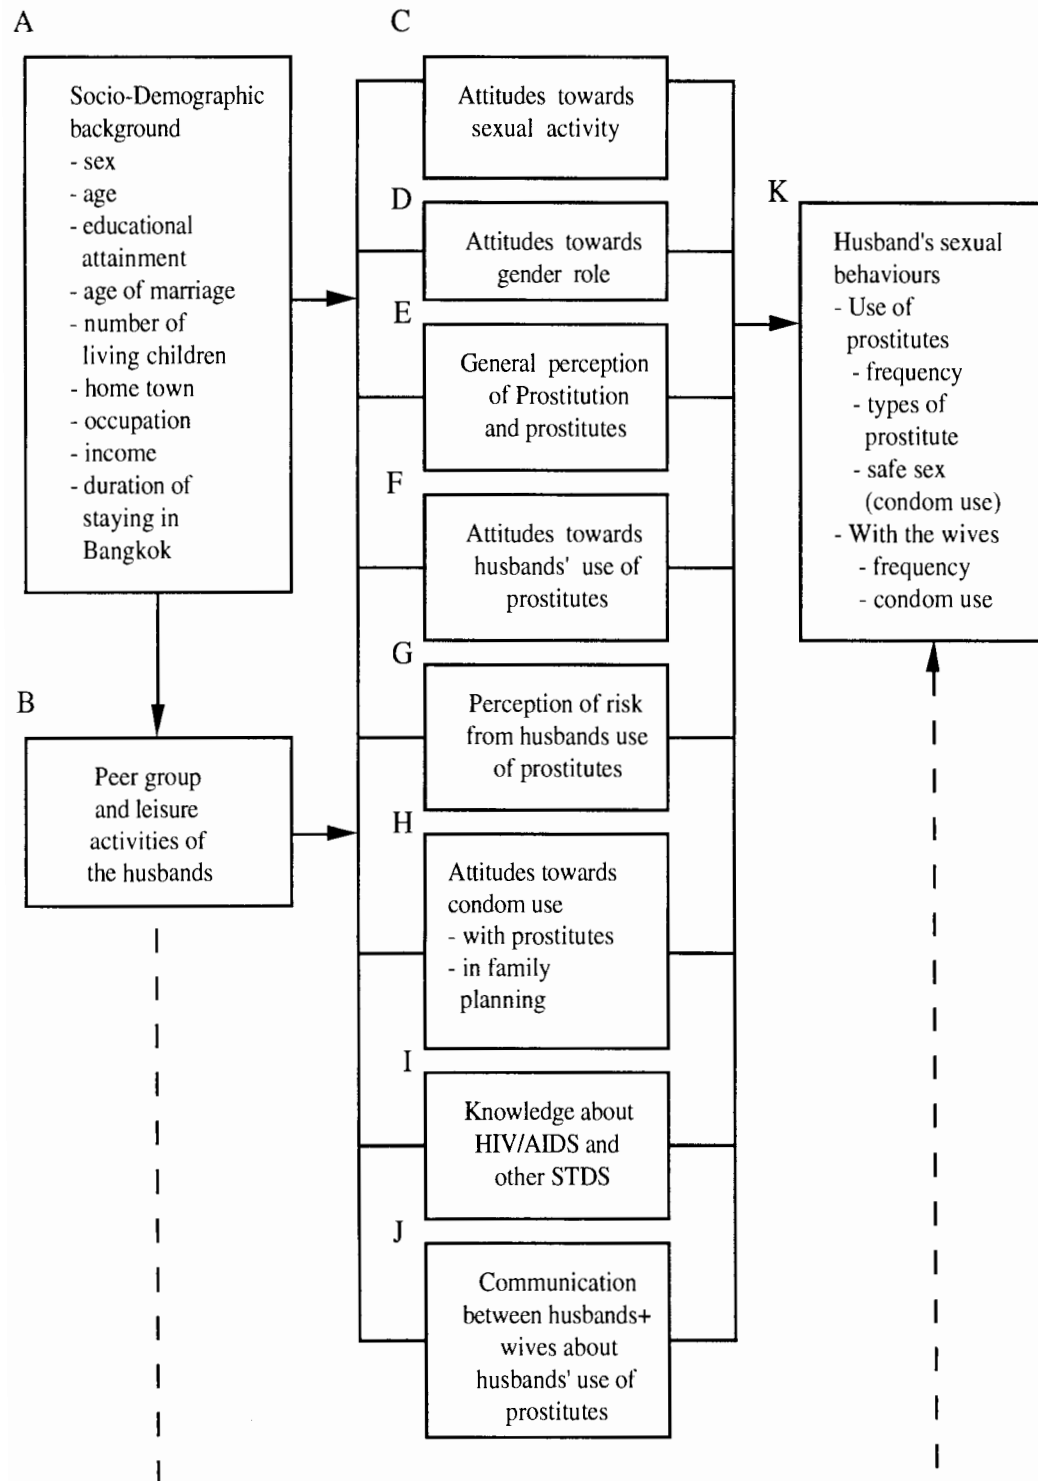 A
Socio-Demographic
background
- sex
- age
- educational
attainment
- age of marriage
- number of
living children
- home town
- occupation
- income
- duration of
staying in
Bangkok
B
Peer group
and leisure
activities of
the husbands
C
Attitudes towards
sexual activity
D
Attitudes towards
gender role
E
General perception
of Prostitution
and prostitutes
F
Attitudes towards
husbands' use of
prostitutes
G
Perception of risk
from husbands use
of prostitutes
H
Attitudes towards
condom use
- with prostitutes
- in family
planning
I
Knowledge about
HIV/AIDS and
other STDS
J
Communication
between husbands+
wives about
husbands' use of
prostitutes
K
Husband's sexual
behaviours
- Use of
prostitutes
- frequency
- types of
prostitute
- safe sex
(condom use)
- With the wives
- frequency
- condom use